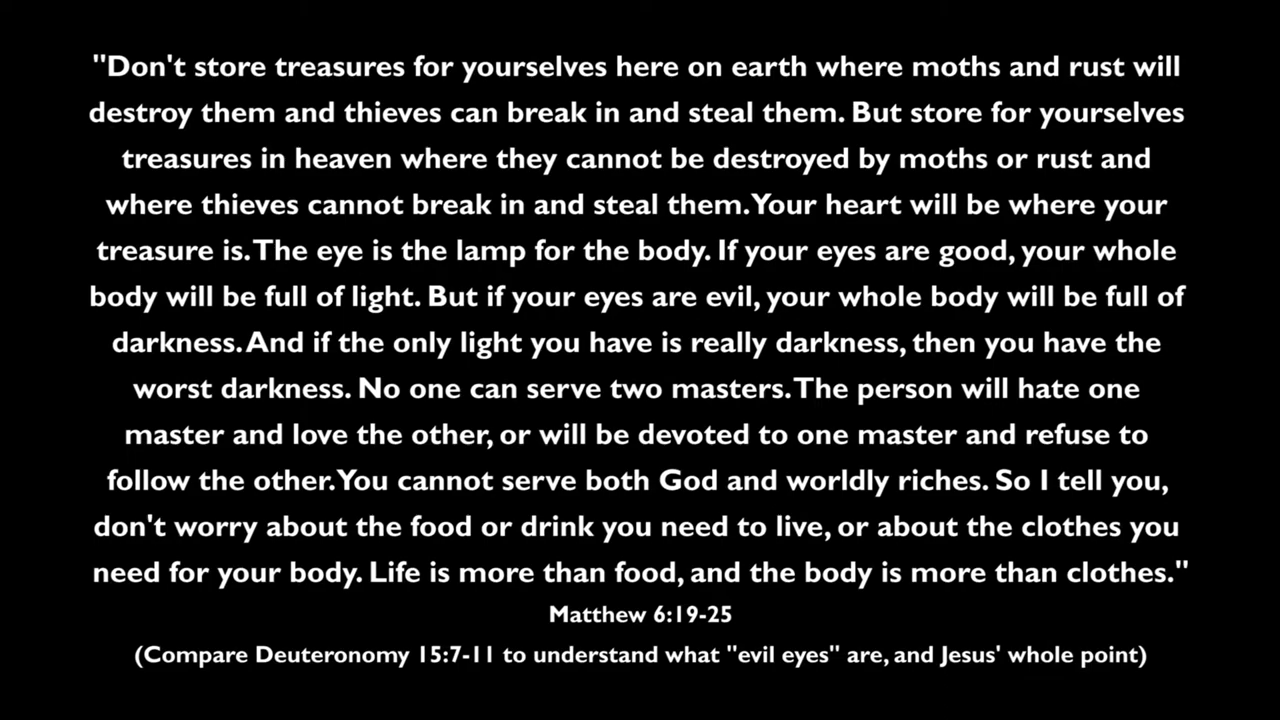 "Don't store treasures for yourselves here on earth where moths and rust will
destroy them and thieves can break in and steal them. But store for yourselves
treasures in heaven where they cannot be destroyed by moths or rust and
where thieves cannot break in and steal them. Your heart will be where your
treasure is. The eye is the lamp for the body. If your eyes are good, your whole
body will be full of light. But if your eyes are evil, your whole body will be full of
darkness. And if the only light you have is really darkness, then you have the
worst darkness. No one can serve two masters. The person will hate one
master and love the other, or will be devoted to one master and refuse to
follow the other. You cannot serve both God and worldly riches. So I tell you,
don't worry about the food or drink you need to live, or about the clothes you
need for your body. Life is more than food, and the body is more than clothes."
Matthew 6:19-25
(Compare Deuteronomy 15:7-11 to understand what "evil eyes" are, and Jesus' whole point)